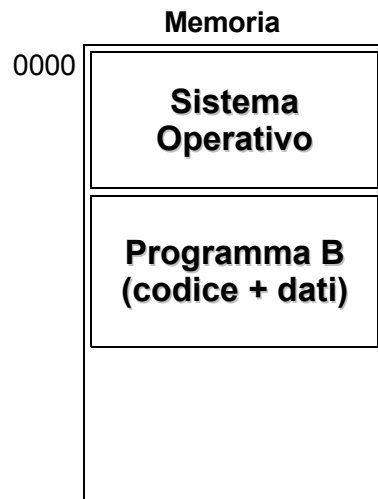 Memoria
0000
Sistema
Operativo
Programma B
(codice + dati)